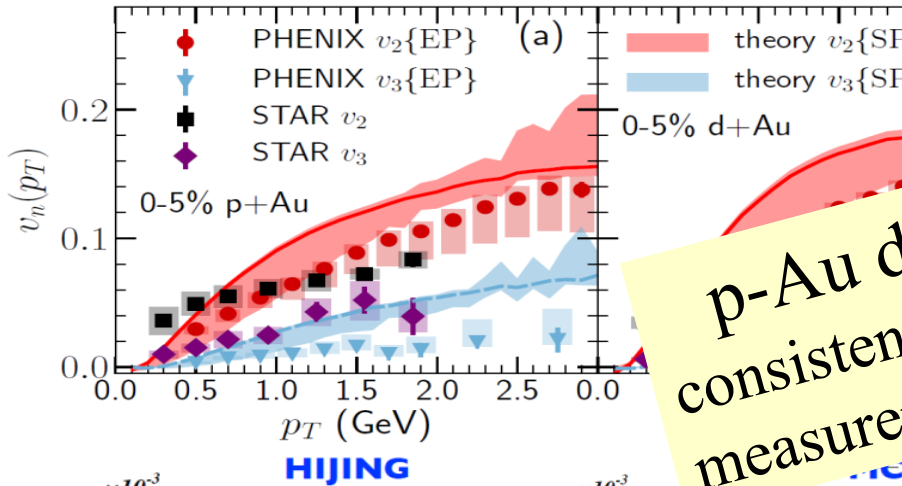 PHENIX v₂{EP}
PHENIX v₃{EP}
STAR v₂
STAR v₃
(a)
0-5% p+Au
0.2
0.1
0.0
vₙ(p_T)
0.0 0.5 1.0 1.5 2.0 2.5 3.0
p_T (GeV)
theory v₂{SP
theory v₃{SP
0-5% d+Au
p-Au d
consisten
measure
HIJING